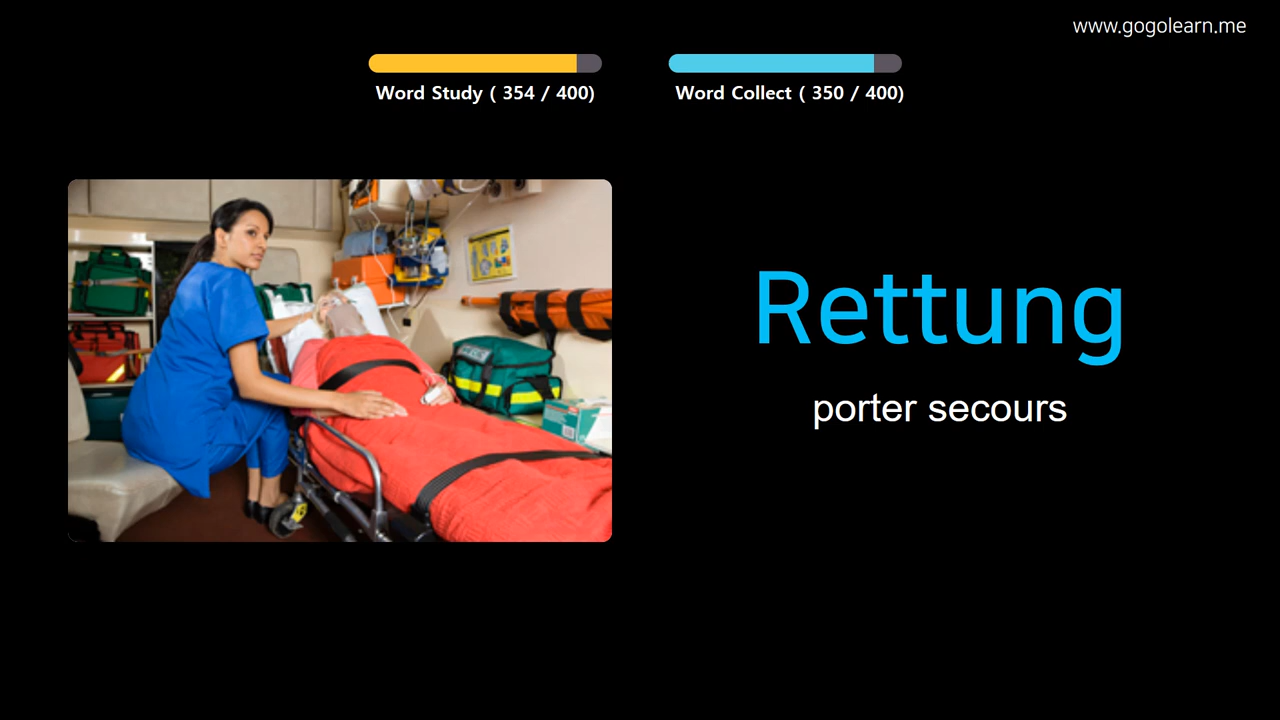 www.gogolearn.me
Word Study ( 354 / 400)
Word Collect ( 350 / 400)
Rettung
porter secours